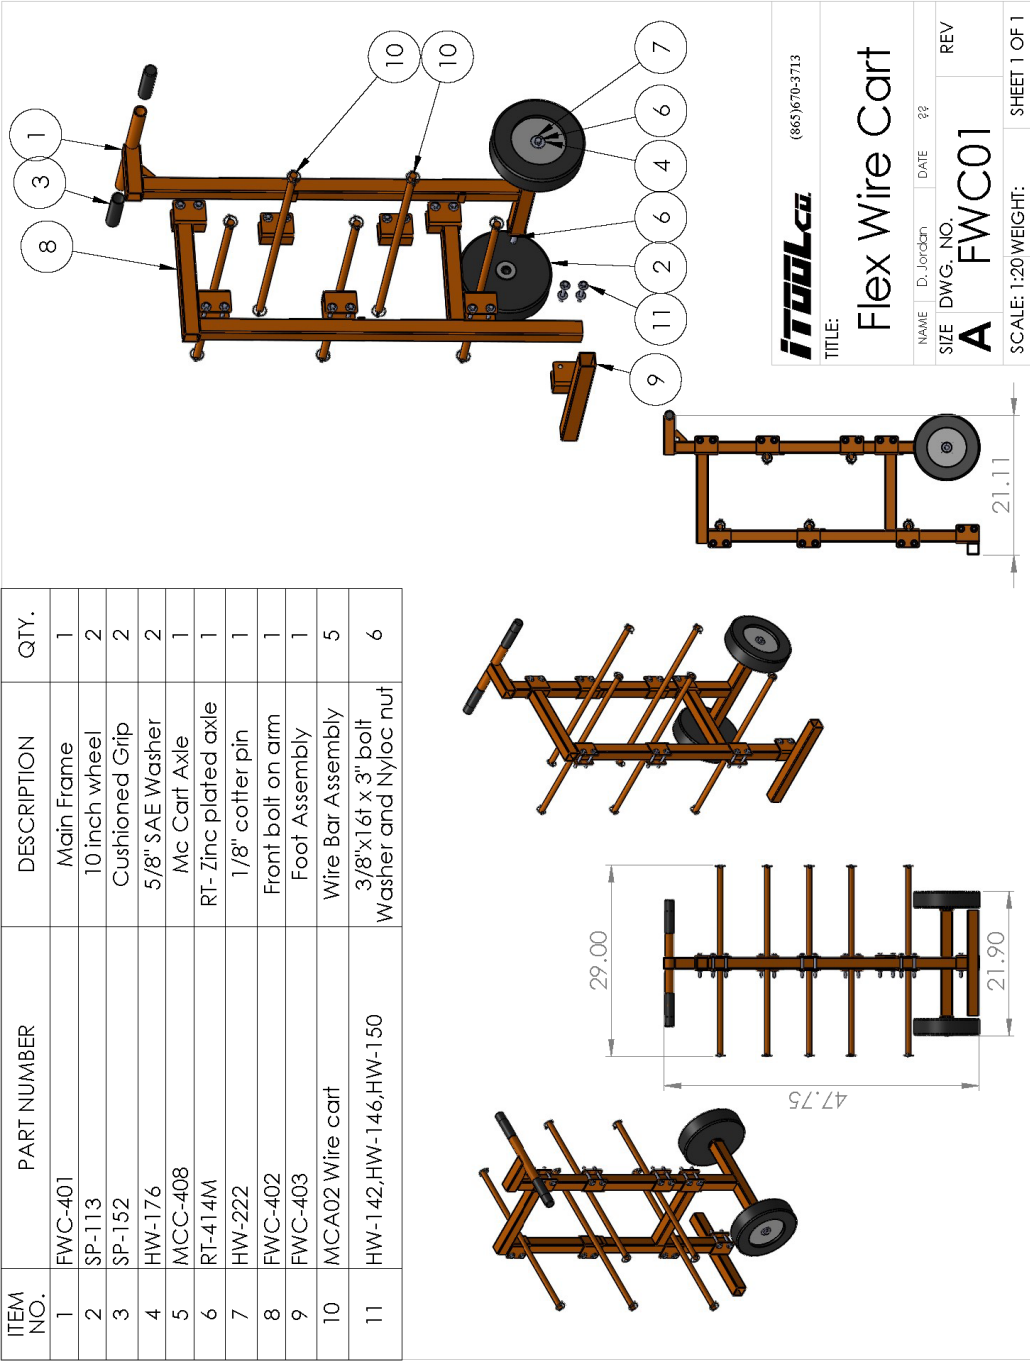 ITEM NO. PART NUMBER DESCRIPTION QTY.
1 FWC-401 Main Frame 1
2 SP-113 10 inch wheel 2
3 SP-152 Cushioned Grip 2
4 HW-176 5/8" SAE Washer 2
5 MCC-408 Mc Cart Axle 1
6 RT-414M RT- Zinc plated axle 1
7 HW-222 1/8" cotter pin 1
8 FWC-402 Front bolt on arm 1
9 FWC-403 Foot Assembly 1
10 MCA02 Wire cart Wire Bar Assembly 5
11 HW-142,HW-146,HW-150 3/8"x16t x 3" bolt Washer and Nyloc nut 6
8
3
1
10
10
7
6
4
6
2
11
9
29.00
47.75
21.90
21.11
iTOOLco.
(865)670-3713
TITLE:
Flex Wire Cart
NAME D.Jordan DATE ??
SIZE DWG. NO. REV
A FWC01
SCALE: 1:20 WEIGHT: SHEET 1 OF 1